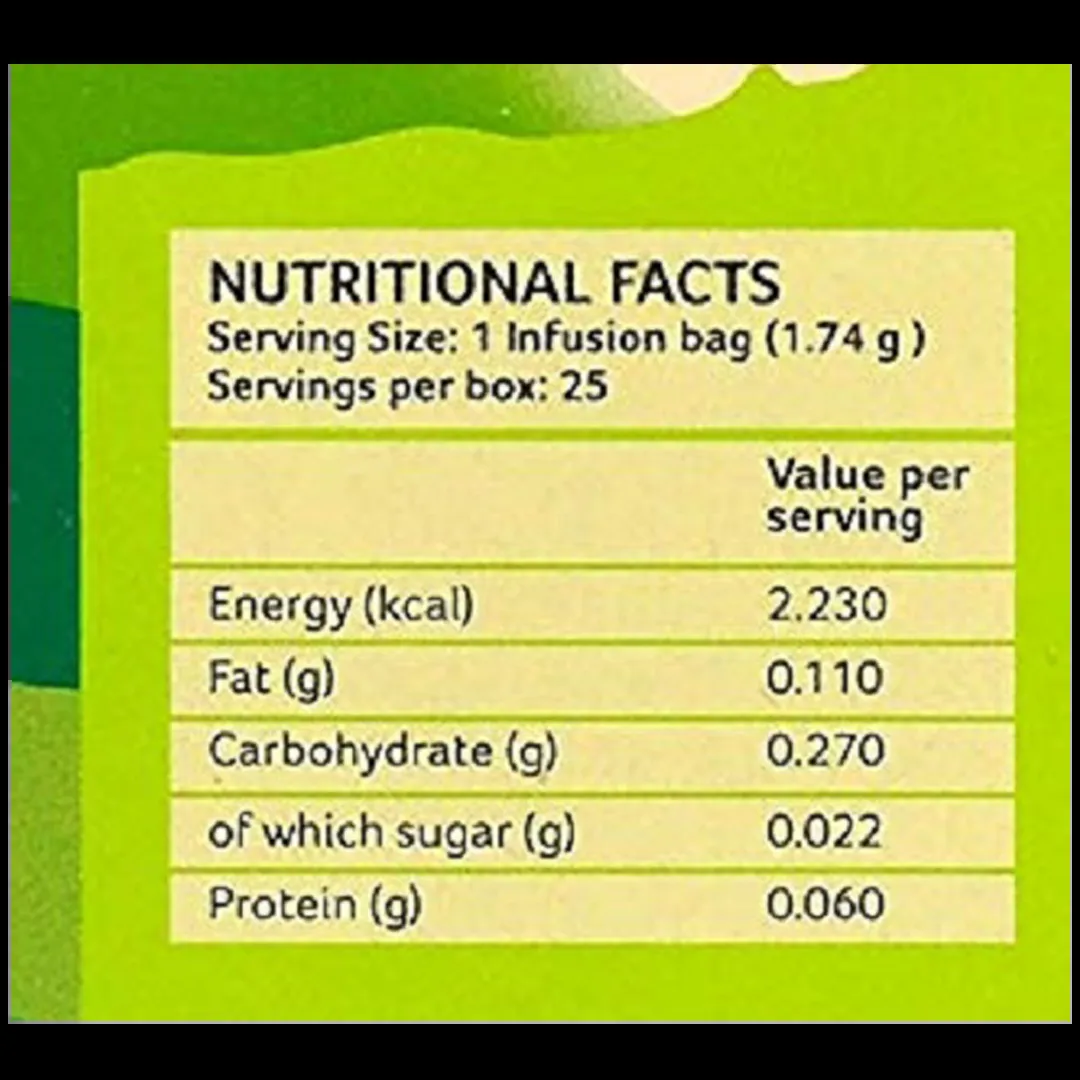 NUTRITIONAL FACTS
Serving Size: 1 Infusion bag (1.74 g )
Servings per box: 25
Value per
serving
Energy (kcal) 2.230
Fat (g) 0.110
Carbohydrate (g) 0.270
of which sugar (g) 0.022
Protein (g) 0.060